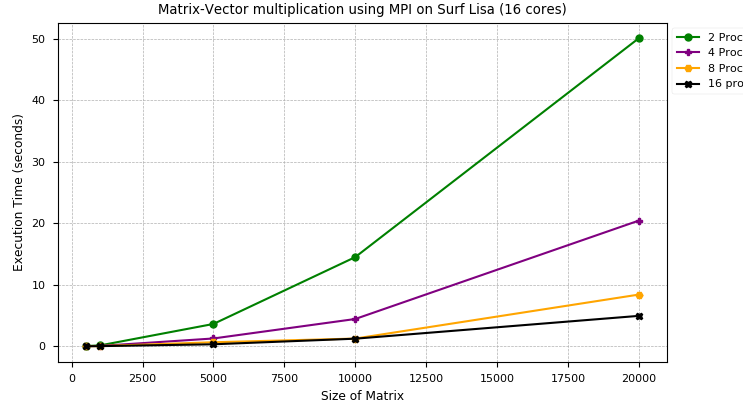 Matrix-Vector multiplication using MPI on Surf Lisa (16 cores)
50
40
30
20
10
0
Execution Time (seconds)
0 2500 5000 7500 10000 12500 15000 17500 20000
Size of Matrix
2 Proc
4 Proc
8 Proc
16 pro